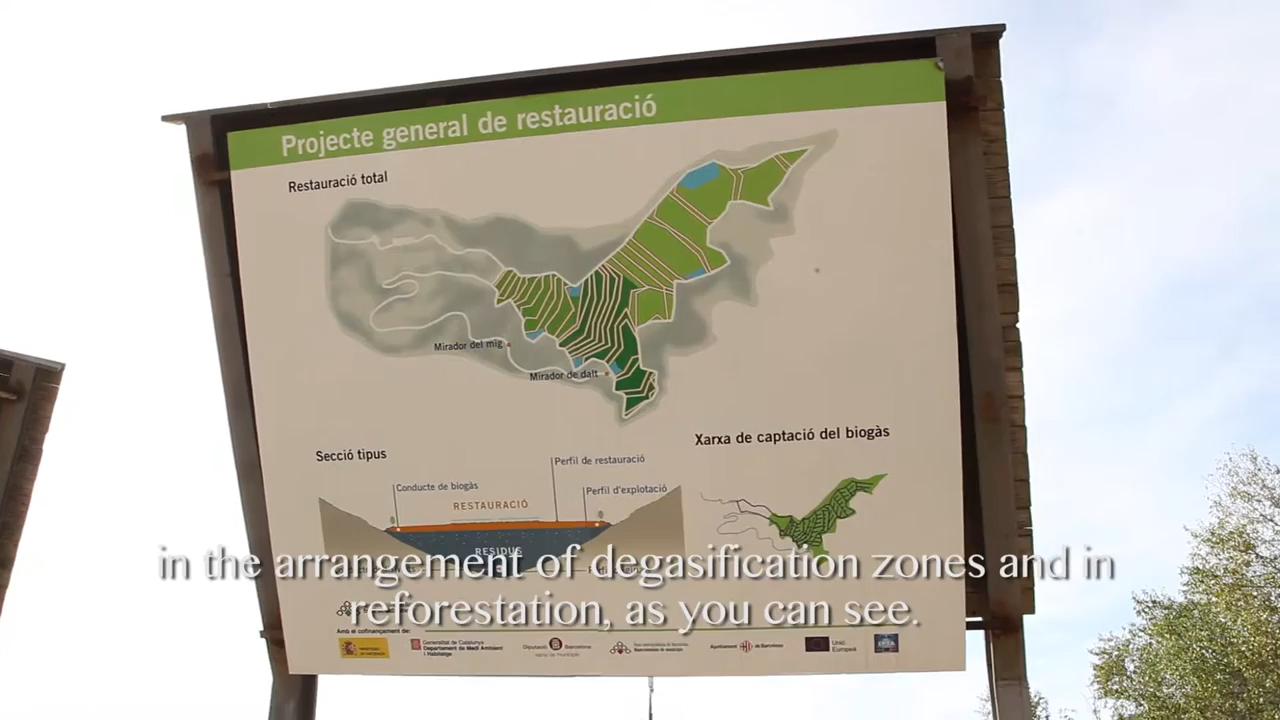 Projecte general de restauració
Restauració total
Mirador del mig
Mirador de dalt
Xarxa de captació del biogàs
Secció tipus
Perfil de restauració
Conducte de biogàs
Perfil d'explotació
RESTAURACIÓ
RESIDUS
in the arrangement of degasification zones and in
reforestation, as you can see.
Amb el cofinançament de:
Generalitat de Catalunya
Departament de Medi Ambient
i Habitatge
Diputació Barcelona
Ajuntament de Barcelona
Unió
Europea